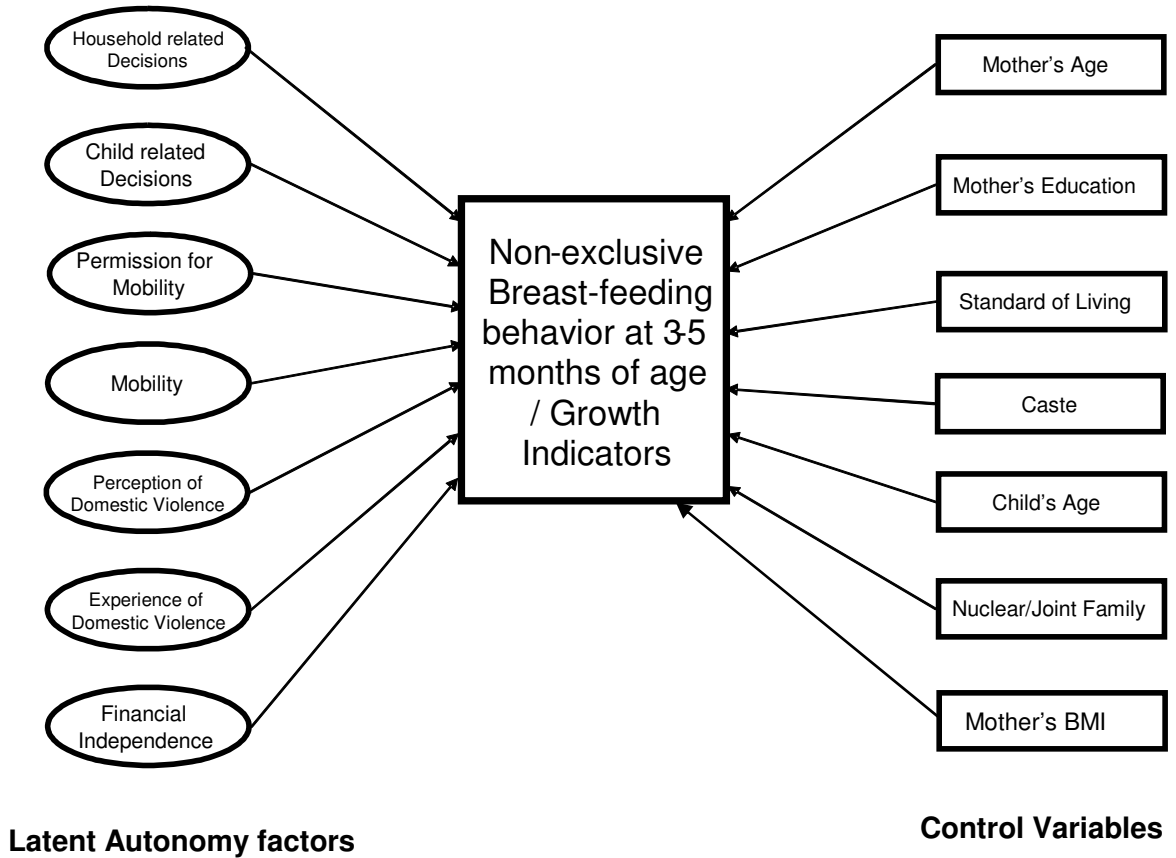 Household related
Decisions
Child related
Decisions
Permission for
Mobility
Mobility
Perception of
Domestic Violence
Experience of
Domestic Violence
Financial
Independence
Latent Autonomy factors
Non-exclusive
Breast-feeding
behavior at 3-5
months of age
/ Growth
Indicators
Mother's Age
Mother's Education
Standard of Living
Caste
Child's Age
Nuclear/Joint Family
Mother's BMI
Control Variables